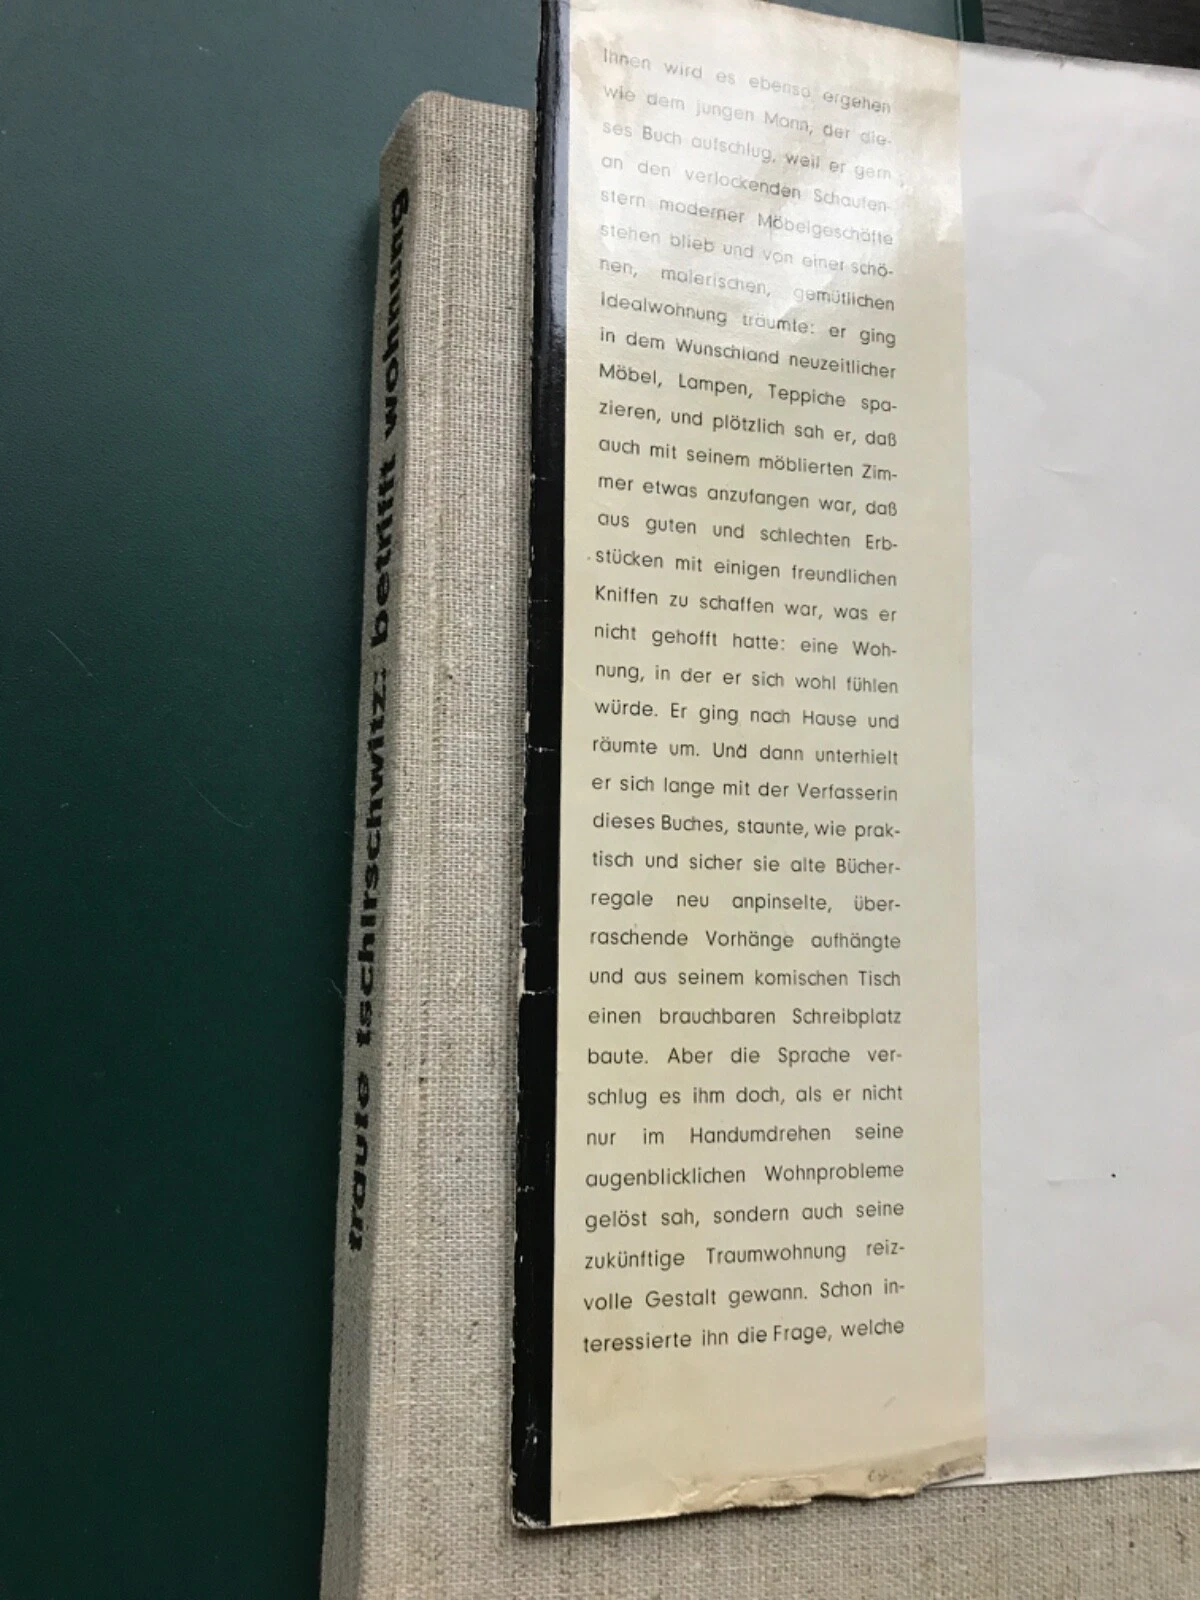 traute tschirschwitz: betrifft wohnung
Ihnen wird es ebenso ergehen
wie dem jungen Mann, der die-
ses Buch aufschlug, weil er gern
an den verlockenden Schaufen-
stern moderner Möbelgeschäfte
stehen blieb und von einer schö-
nen, malerischen, gemütlichen
Idealwohnung träumte: er ging
in dem Wunschland neuzeitlicher
Möbel, Lampen, Teppiche spa-
zieren, und plötzlich sah er, daß
auch mit seinem möblierten Zim-
mer etwas anzufangen war, daß
aus guten und schlechten Erb-
stücken mit einigen freundlichen
Kniffen zu schaffen war, was er
nicht gehofft hatte: eine Woh-
nung, in der er sich wohl fühlen
würde. Er ging nach Hause und
räumte um. Und dann unterhielt
er sich lange mit der Verfasserin
dieses Buches, staunte, wie prak-
tisch und sicher sie alte Bücher-
regale neu anpinselte, über-
raschende Vorhänge aufhängte
und aus seinem komischen Tisch
einen brauchbaren Schreibplatz
baute. Aber die Sprache ver-
schlug es ihm doch, als er nicht
nur im Handumdrehen seine
augenblicklichen Wohnprobleme
gelöst sah, sondern auch seine
zukünftige Traumwohnung reiz-
volle Gestalt gewann. Schon in-
teressierte ihn die Frage, welche